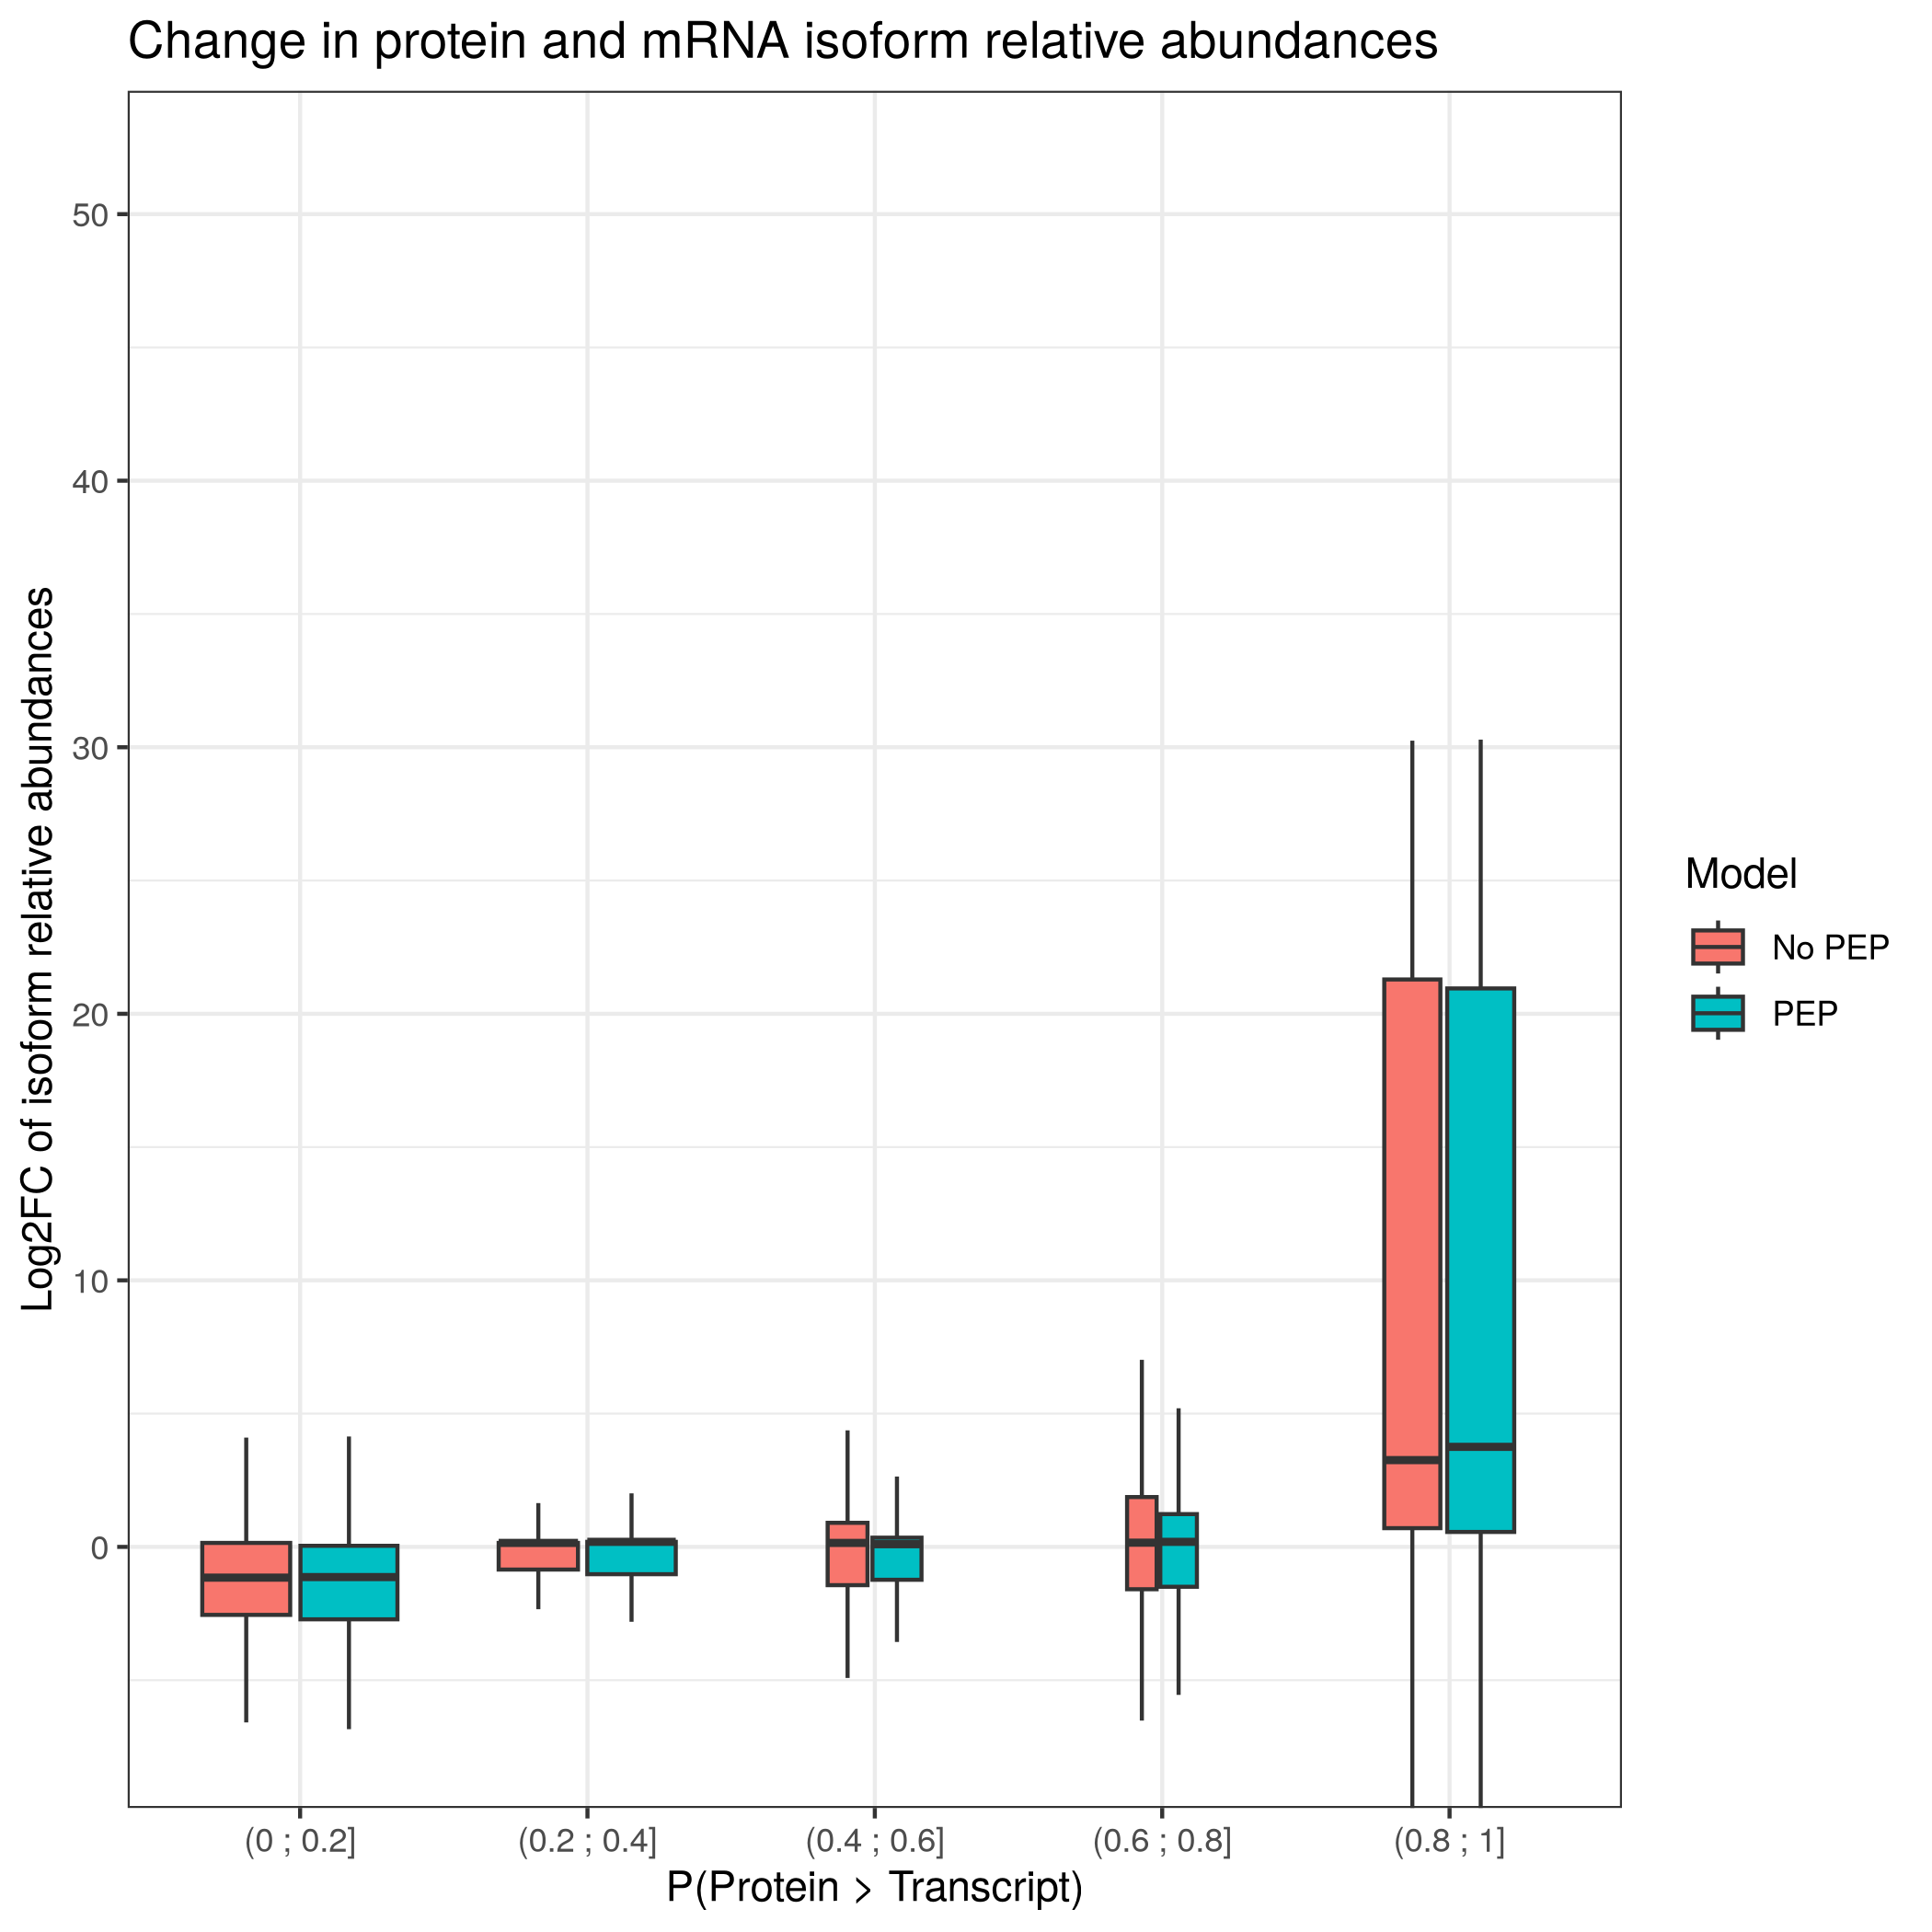 Change in protein and mRNA isoform relative abundances
Log2FC of isoform relative abundances
50
40
30
20
10
0
(0 ; 0.2]
(0.2 ; 0.4]
(0.4 ; 0.6]
(0.6 ; 0.8]
(0.8 ; 1]
P(Protein > Transcript)
Model
No PEP
PEP